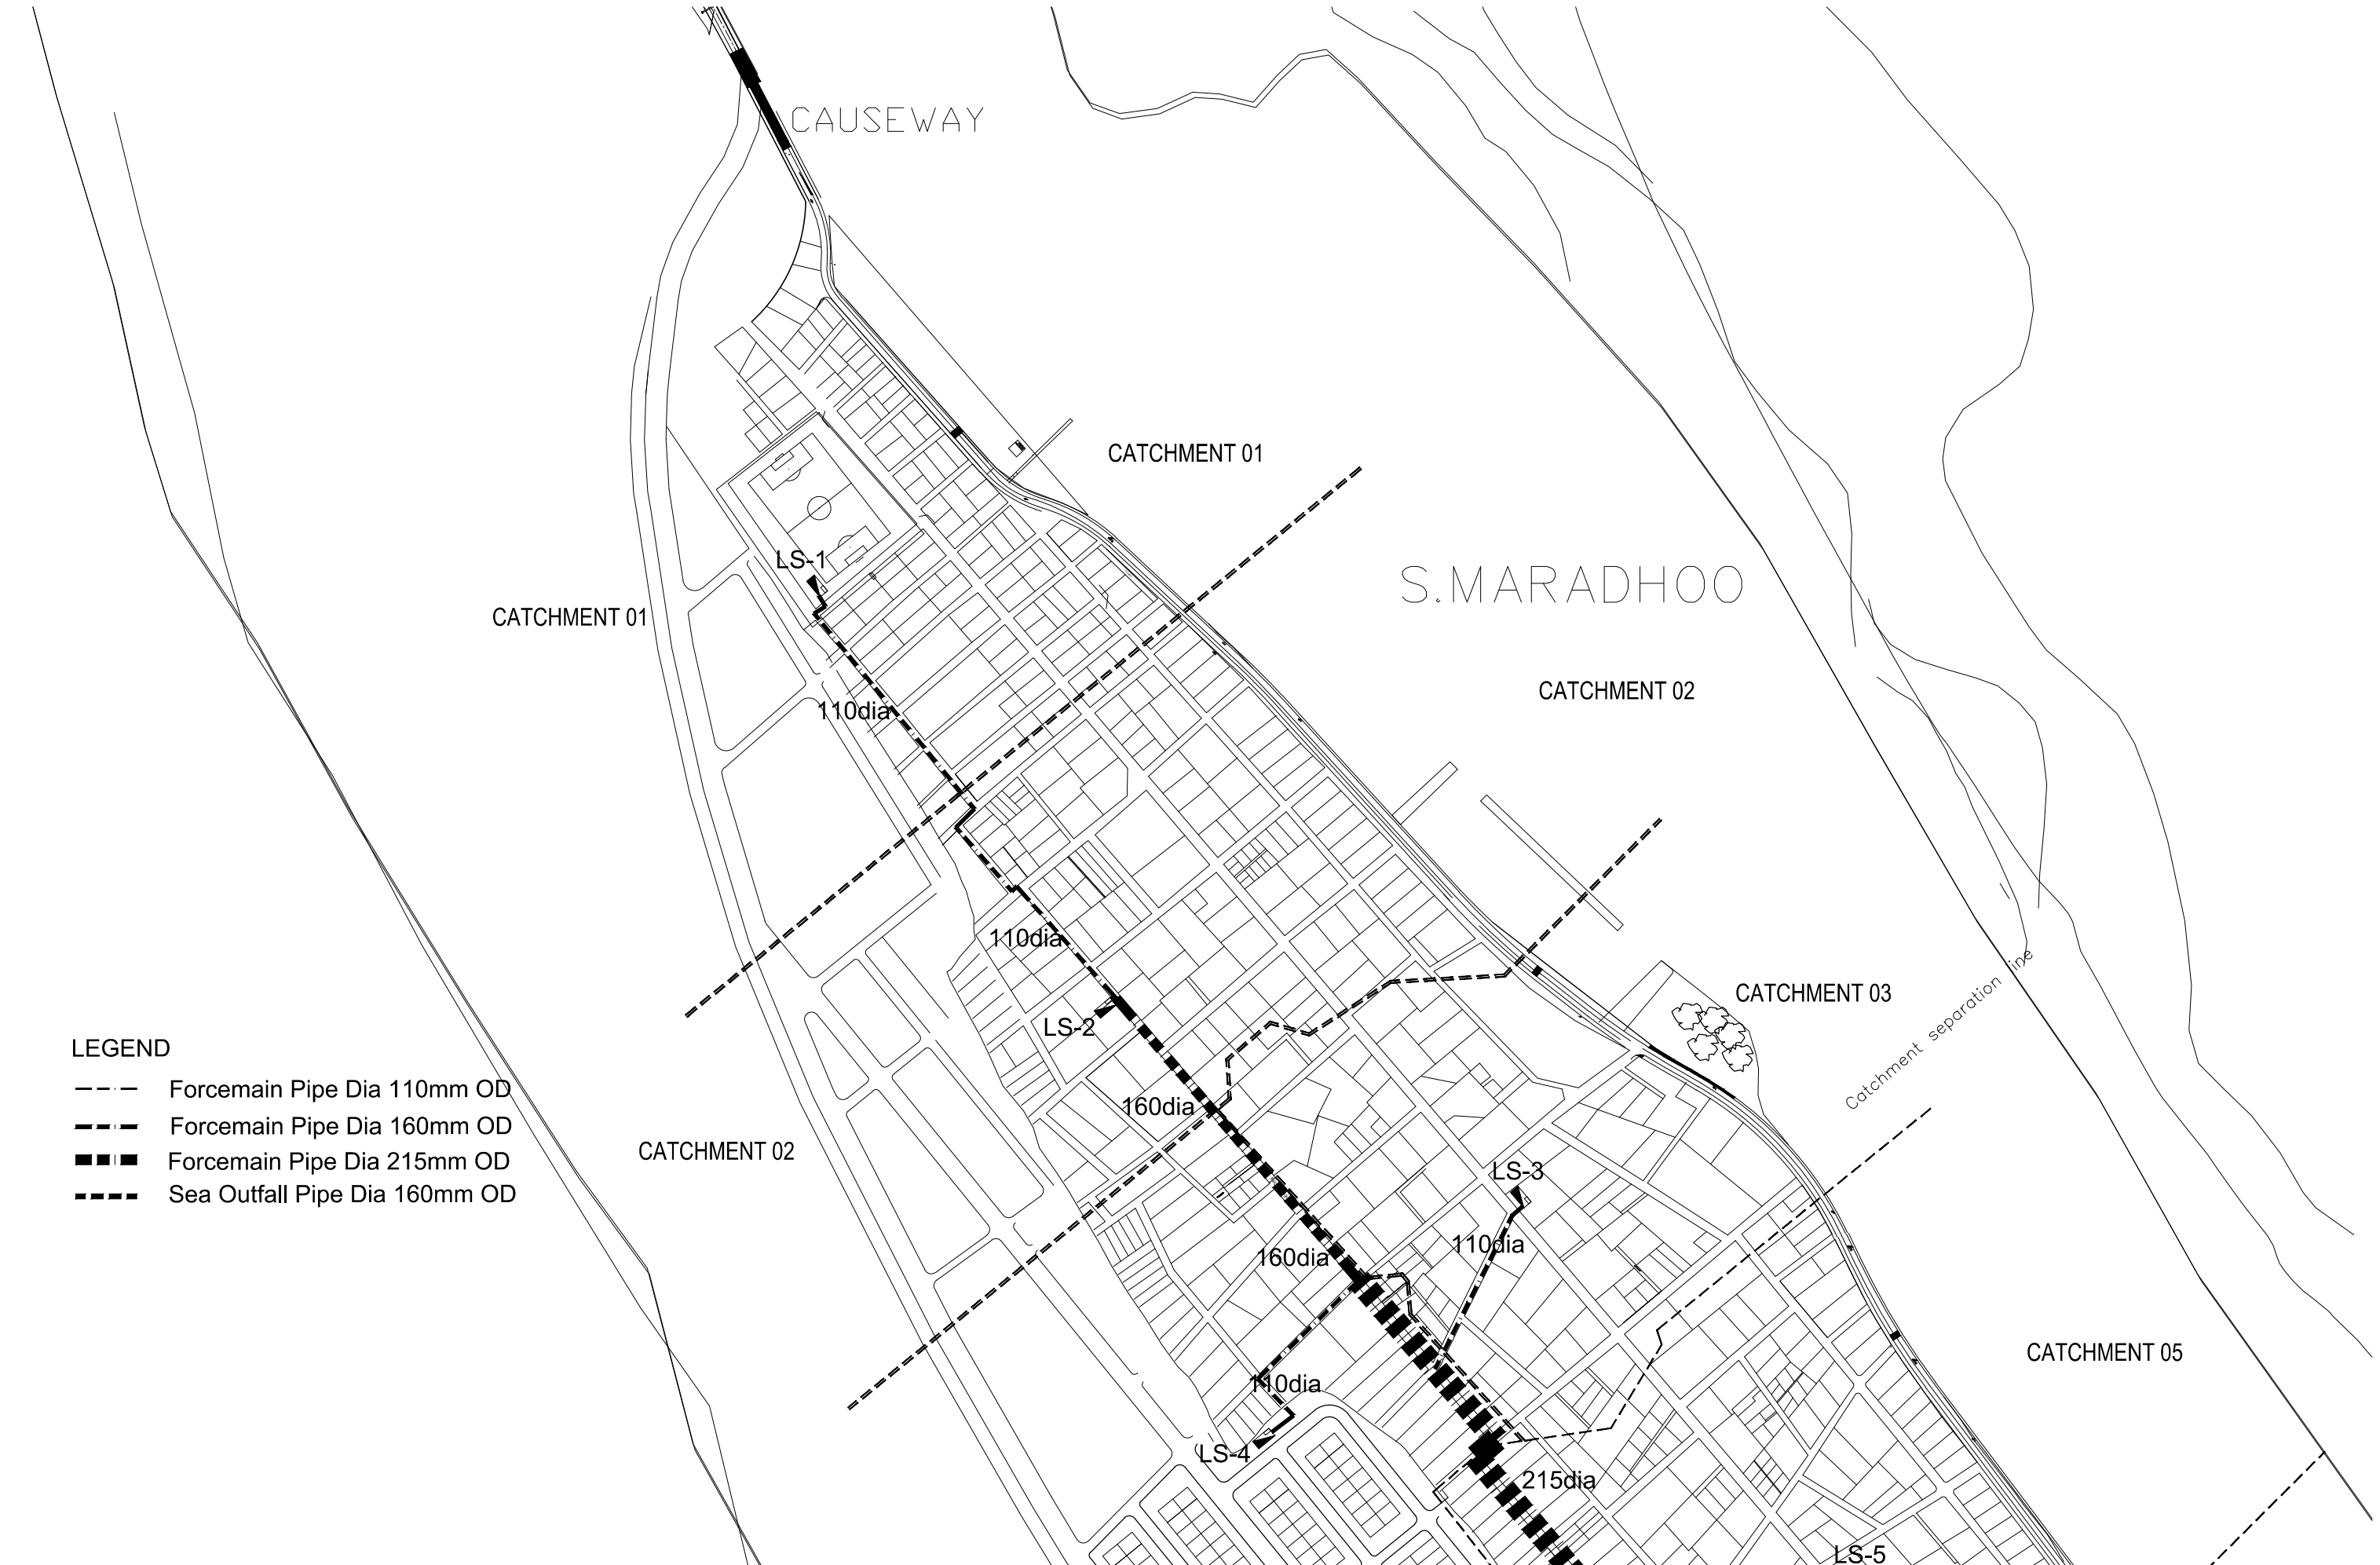 CAUSEWAY
CATCHMENT 01
LS-1
S.MARADHOO
CATCHMENT 01
CATCHMENT 02
110dia
110dia
CATCHMENT 03
Catchment separation line
LS-2
LEGEND
Forcemain Pipe Dia 110mm OD
Forcemain Pipe Dia 160mm OD
Forcemain Pipe Dia 215mm OD
Sea Outfall Pipe Dia 160mm OD
160dia
CATCHMENT 02
LS-3
110dia
160dia
CATCHMENT 05
110dia
LS-4
215dia
LS-5